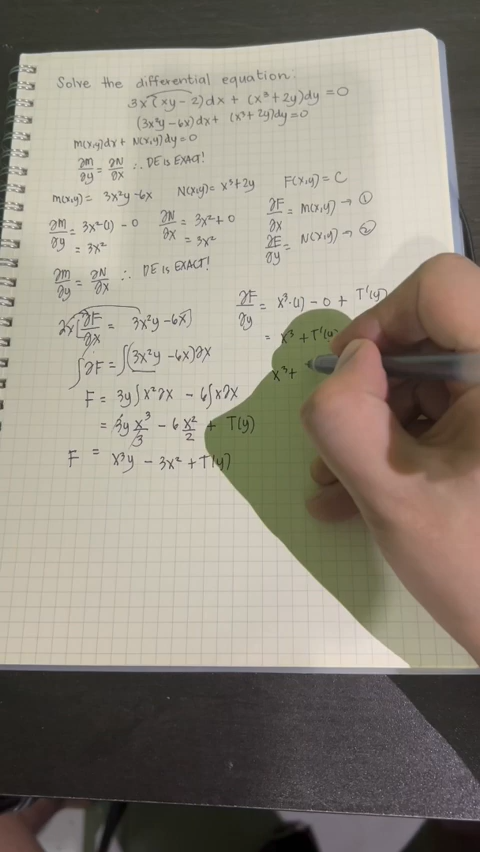 Solve the differential equation:
3x(xy-2)dx + (x³+2y)dy = 0
(3x²y-6x)dx + (x³+2y)dy = 0
M(x,y)dx + N(x,y)dy = 0
∂M/∂y = ∂N/∂x ∴ DE is EXACT!
M(x,y) = 3x²y-6x N(x,y) = x³+2y F(x,y) = C
∂M/∂y = 3x²(1) - 0 ∂N/∂x = 3x²+0 ∂F/∂x = M(x,y) → ①
= 3x² = 3x² ∂F/∂y = N(x,y) → ②
∂M/∂y = ∂N/∂x ∴ DE is EXACT!
∂x[∂F/∂x = 3x²y-6x]
∫∂F = ∫(3x²y-6x)∂x
F = 3y∫x²∂x - 6∫x∂x
= 3y x³/3 - 6 x²/2 + T(y)
F = x³y - 3x² + T(y)
∂F/∂y = x³·(1) - 0 + T'(y)
= x³ + T'(y)
x³ +